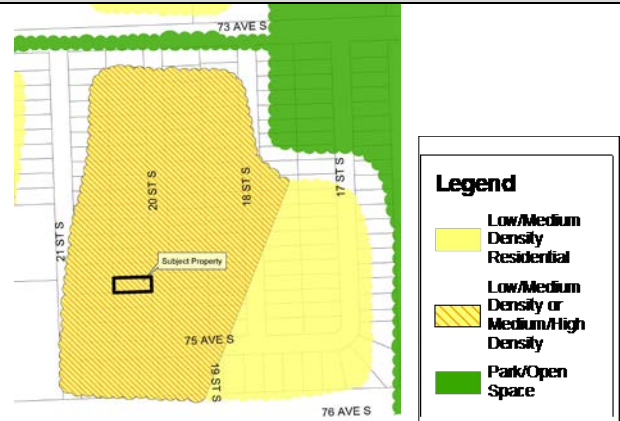 73 AVE S
20 ST S
18 ST S
17 ST S
21 ST S
Subject Property
75 AVE S
19 ST S
76 AVE S
Legend
Low/Medium
Density
Residential
Low/Medium
Density or
Medium/High
Density
Park/Open
Space